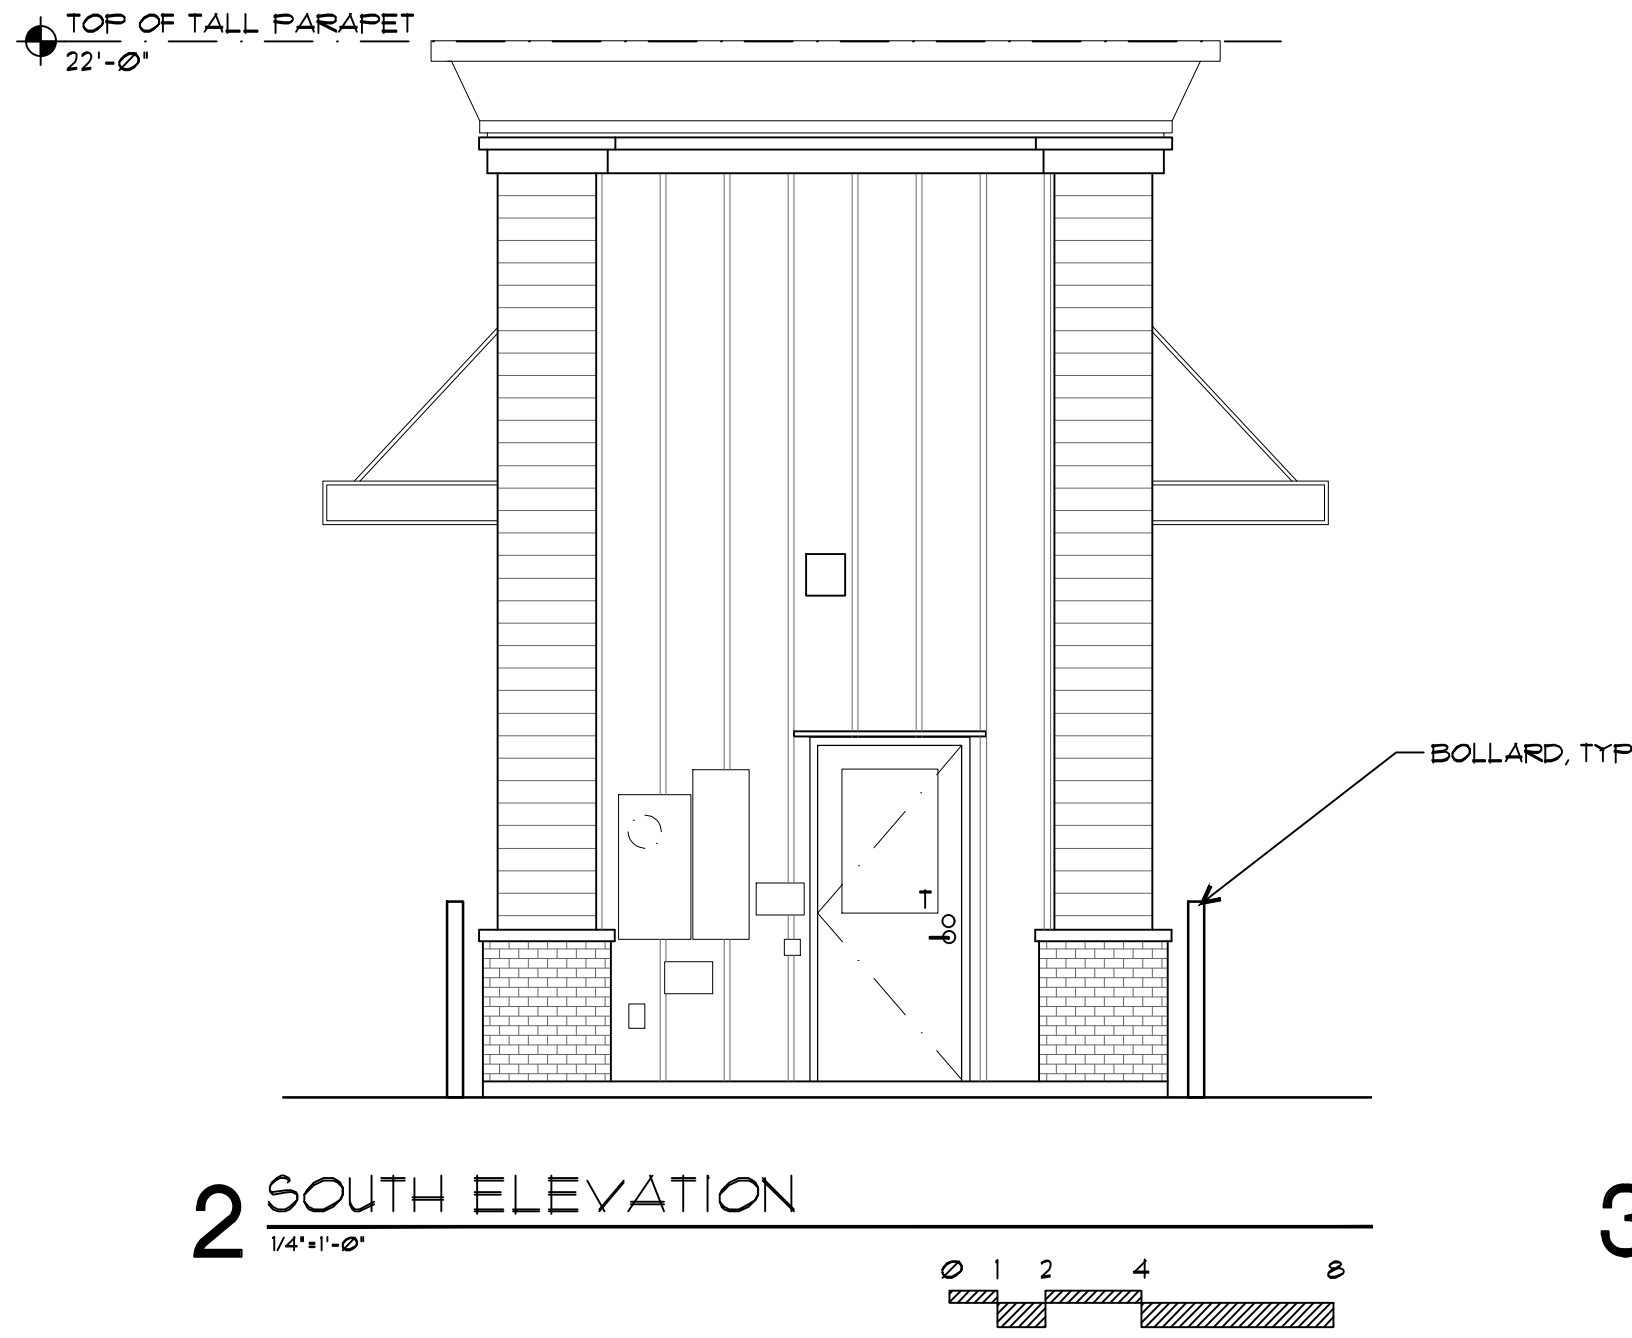 TOP OF TALL PARAPET
22'-0"
BOLLARD, TYP
2 SOUTH ELEVATION
1/4"=1'-0"
0 1 2 4 8
3